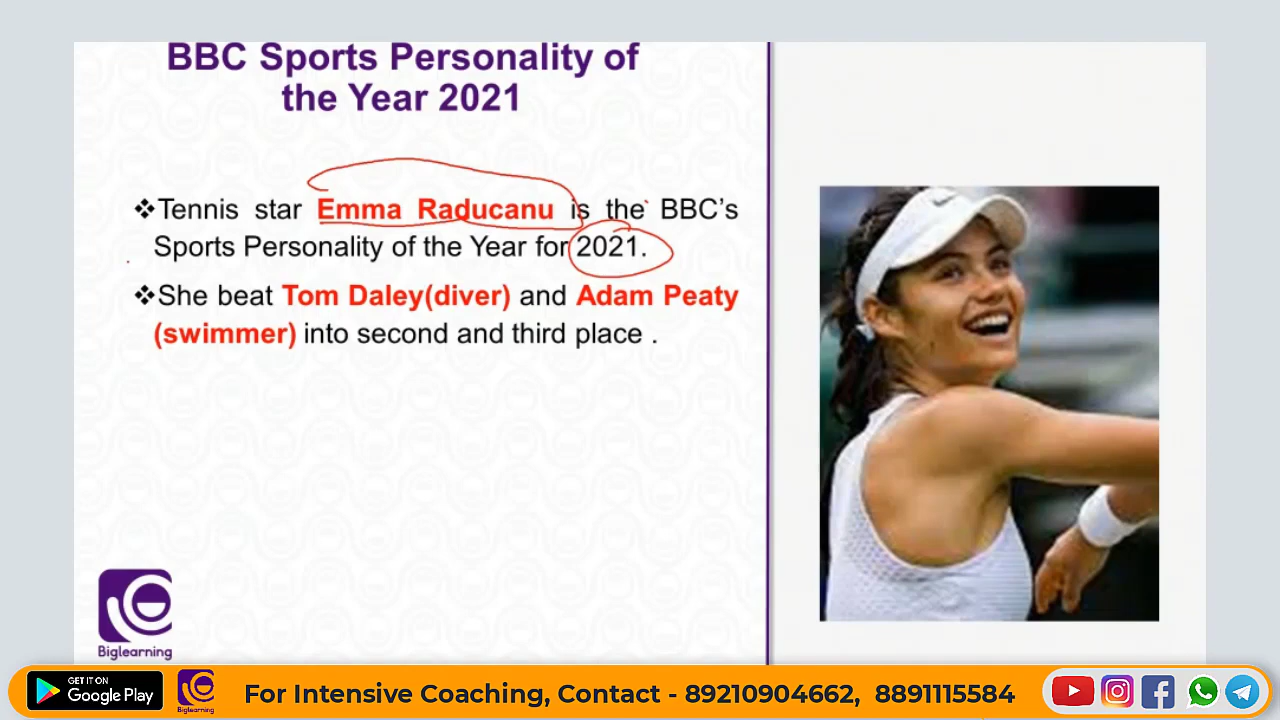 BBC Sports Personality of
the Year 2021
❖Tennis star Emma Raducanu is the BBC's
Sports Personality of the Year for 2021.
❖She beat Tom Daley(diver) and Adam Peaty
(swimmer) into second and third place .
Biglearning
GET IT ON
Google Play
Biglearning
For Intensive Coaching, Contact - 89210904662, 8891115584